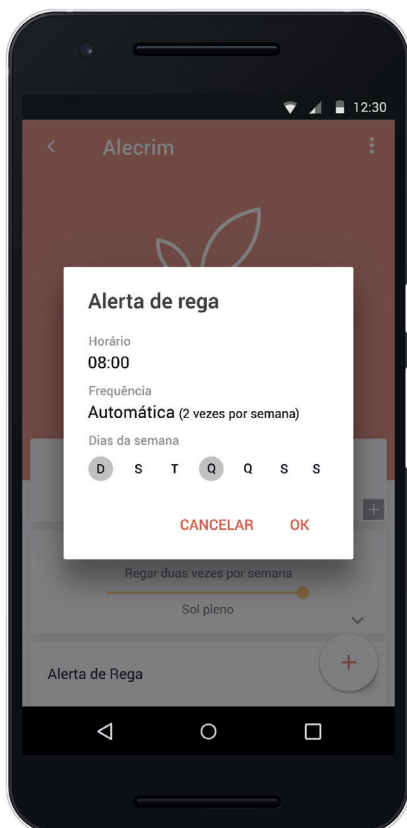 12:30
Alecrim
Alerta de rega
Horário
08:00
Frequência
Automática (2 vezes por semana)
Dias da semana
D S T Q Q S S
CANCELAR OK
Regar duas vezes por semana
Sol pleno
Alerta de Rega